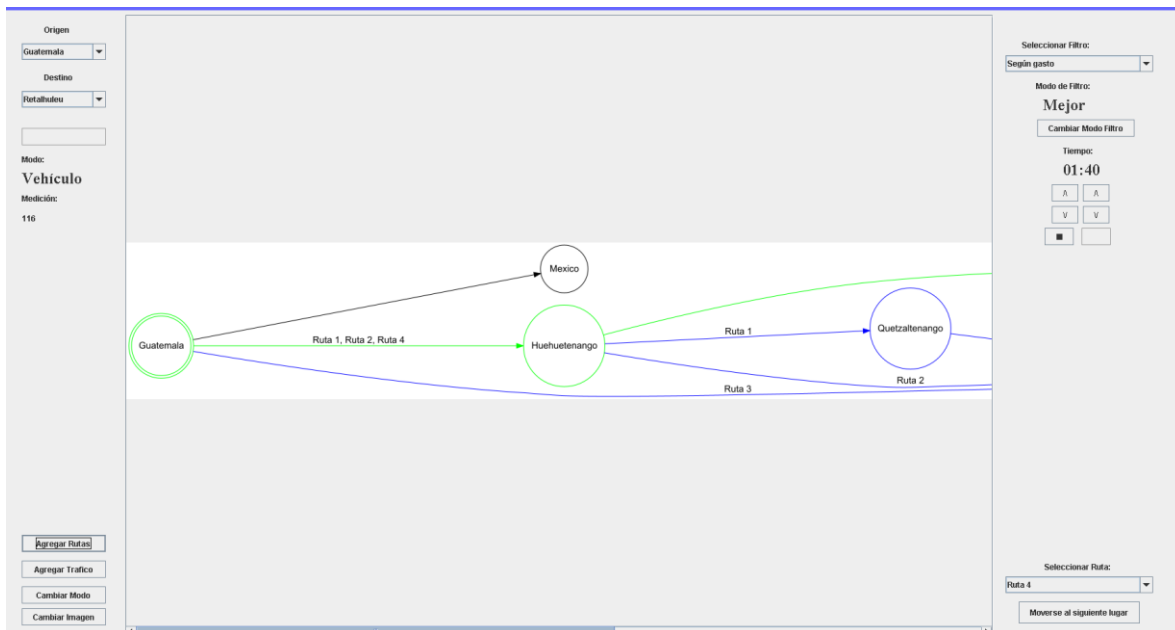 Origen
Guatemala
Destino
Retalhuleu
Modo:
Vehículo
Medición:
116
Agregar Rutas
Agregar Trafico
Cambiar Modo
Cambiar Imagen
Mexico
Guatemala
Ruta 1, Ruta 2, Ruta 4
Huehuetenango
Ruta 1
Quetzaltenango
Ruta 2
Ruta 3
Seleccionar Filtro:
Según gasto
Modo de Filtro:
Mejor
Cambiar Modo Filtro
Tiempo:
01:40
Λ Λ
V V
Seleccionar Ruta:
Ruta 4
Moverse al siguiente lugar